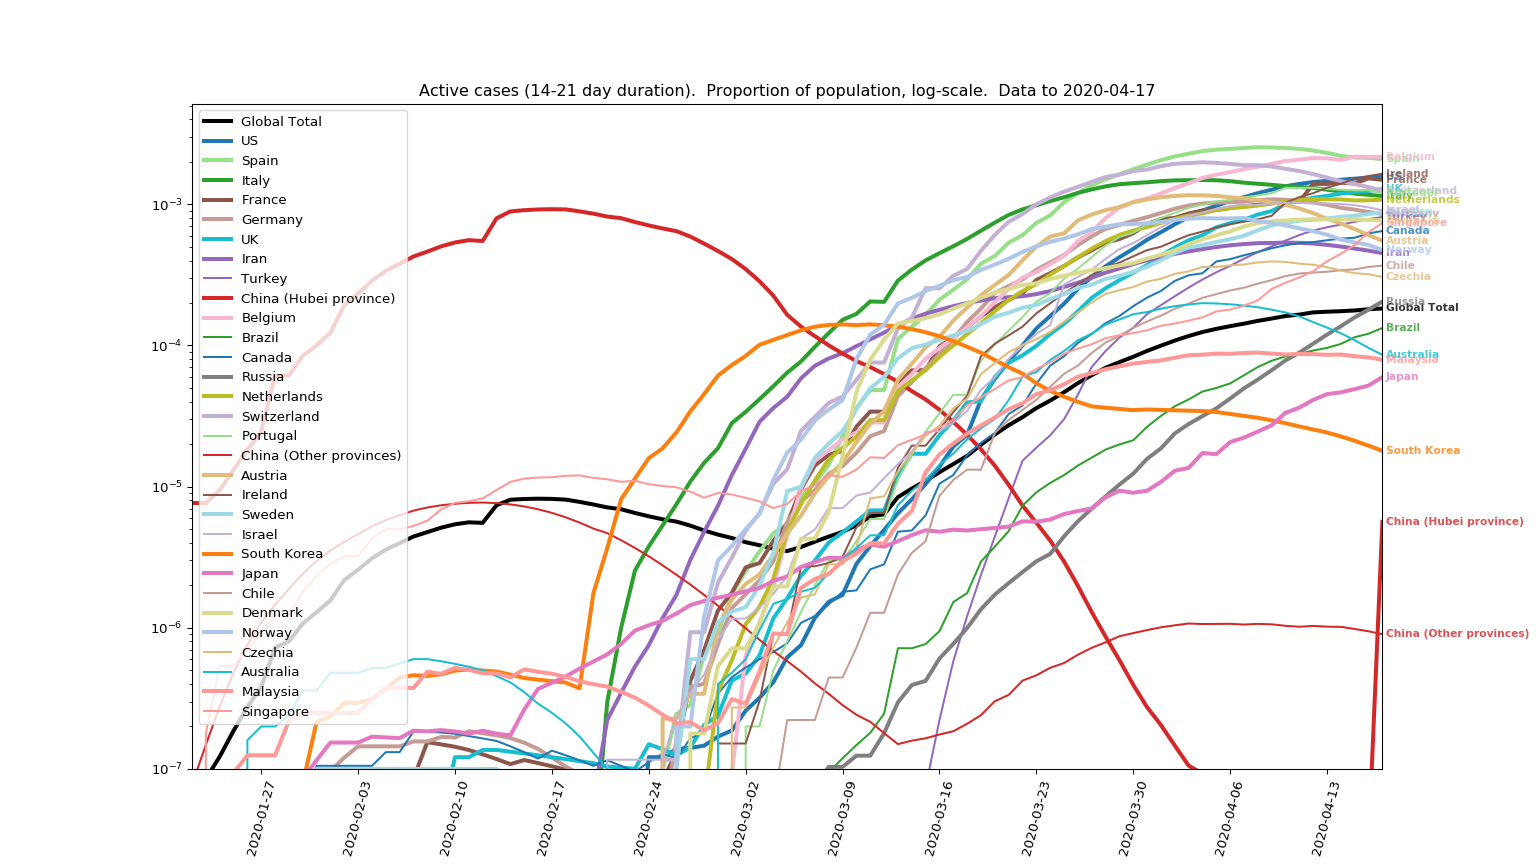 Active cases (14-21 day duration).  Proportion of population, log-scale.  Data to 2020-04-17
10⁻³
10⁻⁴
10⁻⁵
10⁻⁶
10⁻⁷
Global Total
US
Spain
Italy
France
Germany
UK
Iran
Turkey
China (Hubei province)
Belgium
Brazil
Canada
Russia
Netherlands
Switzerland
Portugal
China (Other provinces)
Austria
Ireland
Sweden
Israel
South Korea
Japan
Chile
Denmark
Norway
Czechia
Australia
Malaysia
Singapore
Belgium
Spain
Ireland
US
France
UK
Switzerland
Italy
Netherlands
Israel
Turkey
Singapore
Canada
Austria
Norway
Iran
Chile
Czechia
Russia
Global Total
Brazil
Australia
Malaysia
Japan
South Korea
China (Hubei province)
China (Other provinces)
2020-01-27
2020-02-03
2020-02-10
2020-02-17
2020-02-24
2020-03-02
2020-03-09
2020-03-16
2020-03-23
2020-03-30
2020-04-06
2020-04-13